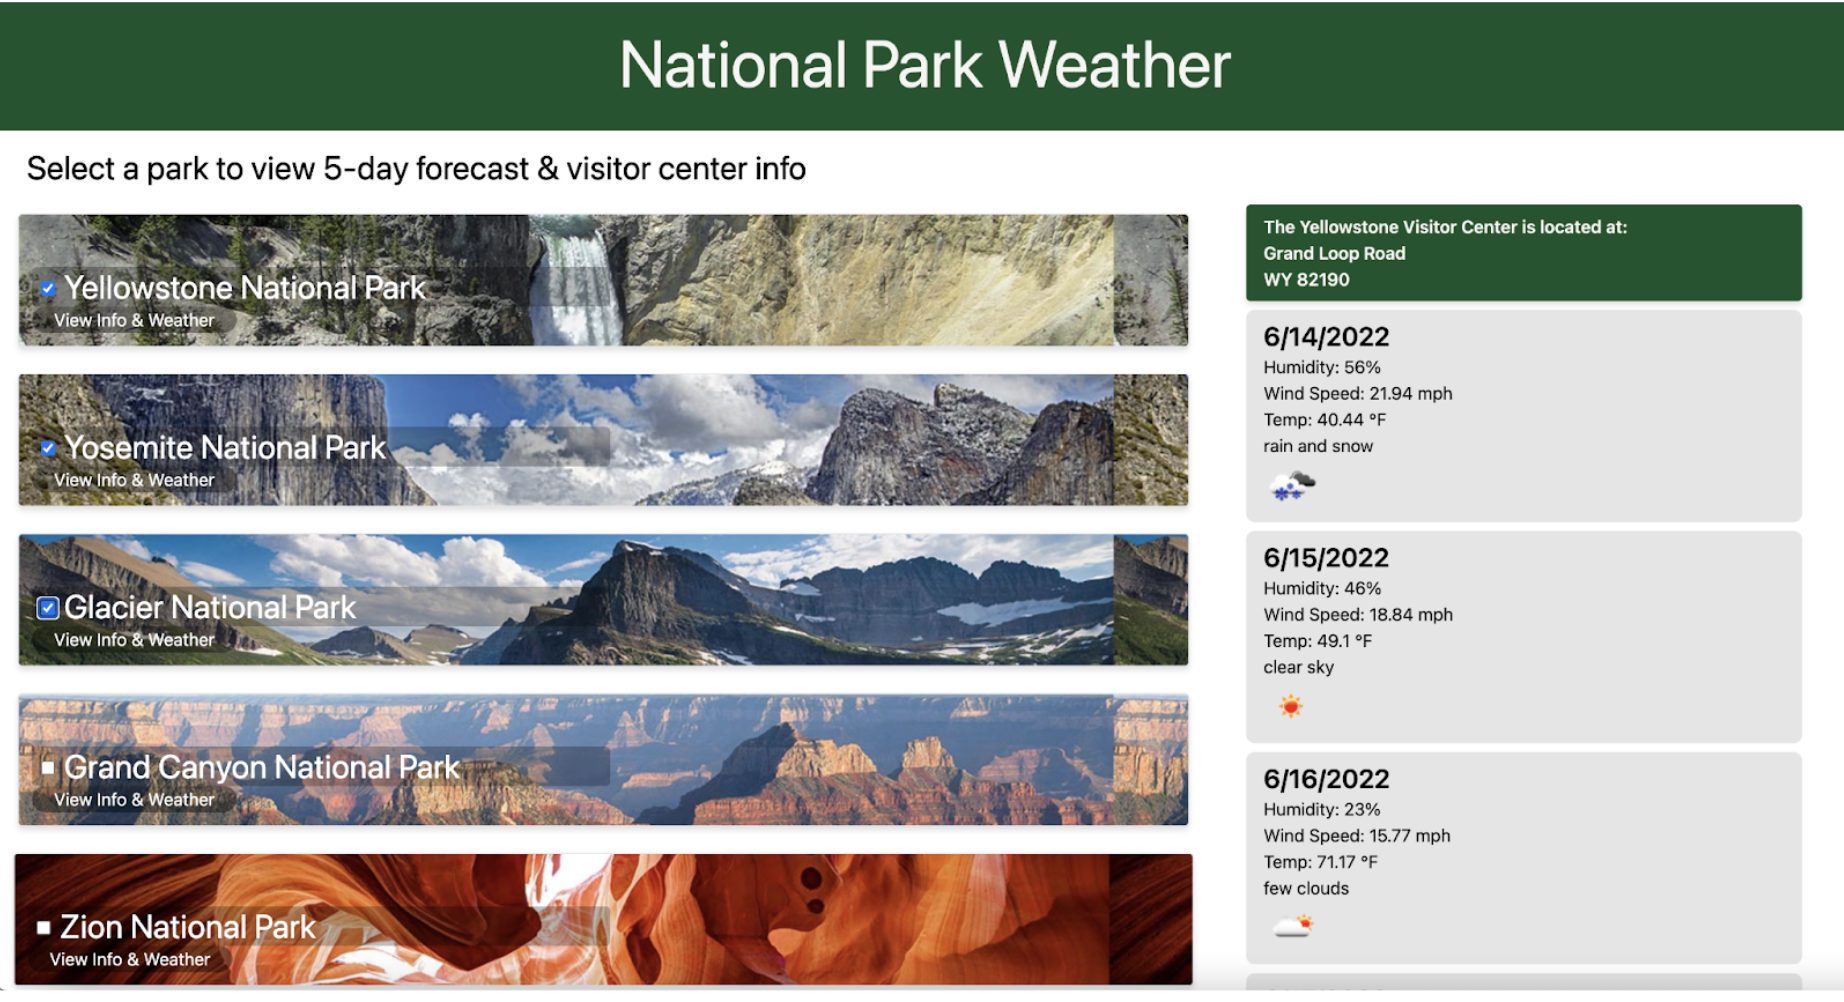 National Park Weather
Select a park to view 5-day forecast & visitor center info
Yellowstone National Park
View Info & Weather
Yosemite National Park
View Info & Weather
Glacier National Park
View Info & Weather
Grand Canyon National Park
View Info & Weather
Zion National Park
View Info & Weather
The Yellowstone Visitor Center is located at:
Grand Loop Road
WY 82190
6/14/2022
Humidity: 56%
Wind Speed: 21.94 mph
Temp: 40.44 °F
rain and snow
6/15/2022
Humidity: 46%
Wind Speed: 18.84 mph
Temp: 49.1 °F
clear sky
6/16/2022
Humidity: 23%
Wind Speed: 15.77 mph
Temp: 71.17 °F
few clouds